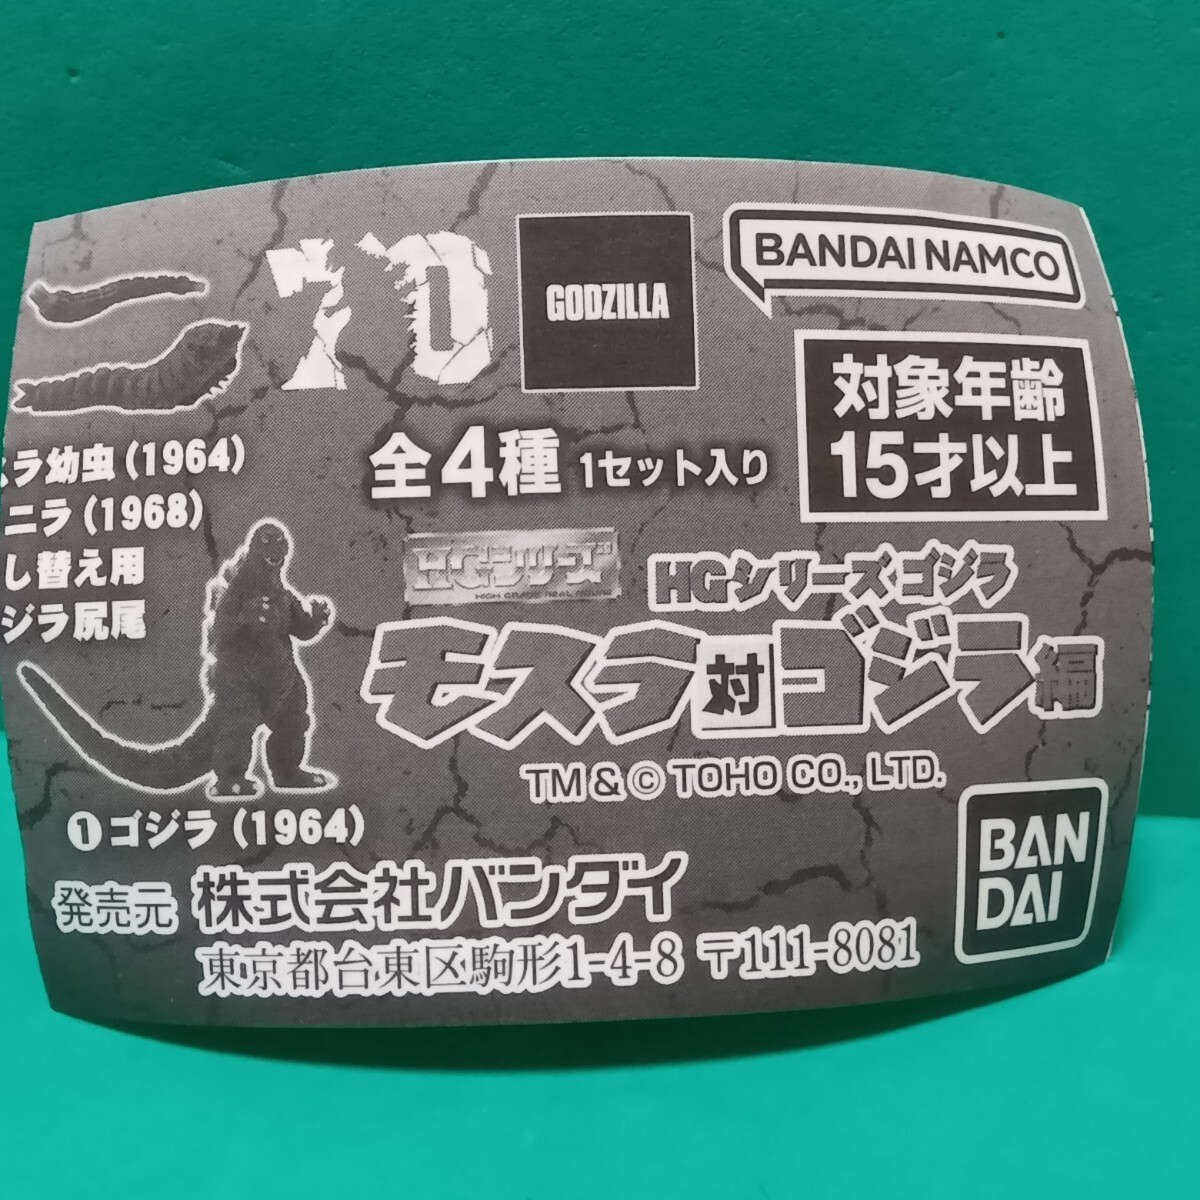 70
GODZILLA
BANDAI NAMCO
対象年齢
15才以上
全4種 1セット入り
スラ幼虫(1964)
ニラ(1968)
し替え用
ジラ尻尾
HGシリーズ
HIGH GRADE REAL FIGURE
HGシリーズゴジラ
モスラ対ゴジラ編
TM & © TOHO CO., LTD.
①ゴジラ(1964)
発売元 株式会社バンダイ
東京都台東区駒形1-4-8 〒111-8081
BAN
DAI